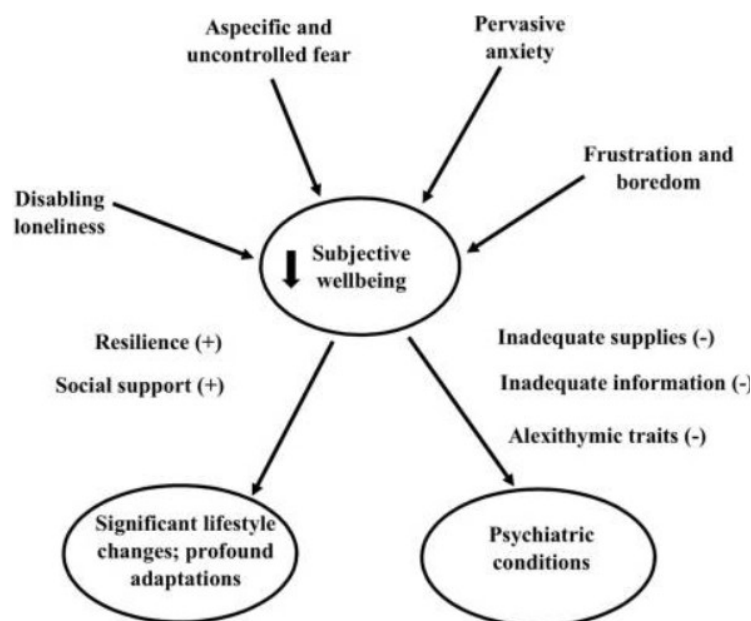 Aspecific and
uncontrolled fear
Pervasive
anxiety
Frustration and
boredom
Disabling
loneliness
Subjective
wellbeing
Resilience (+)
Social support (+)
Inadequate supplies (-)
Inadequate information (-)
Alexithymic traits (-)
Significant lifestyle
changes; profound
adaptations
Psychiatric
conditions